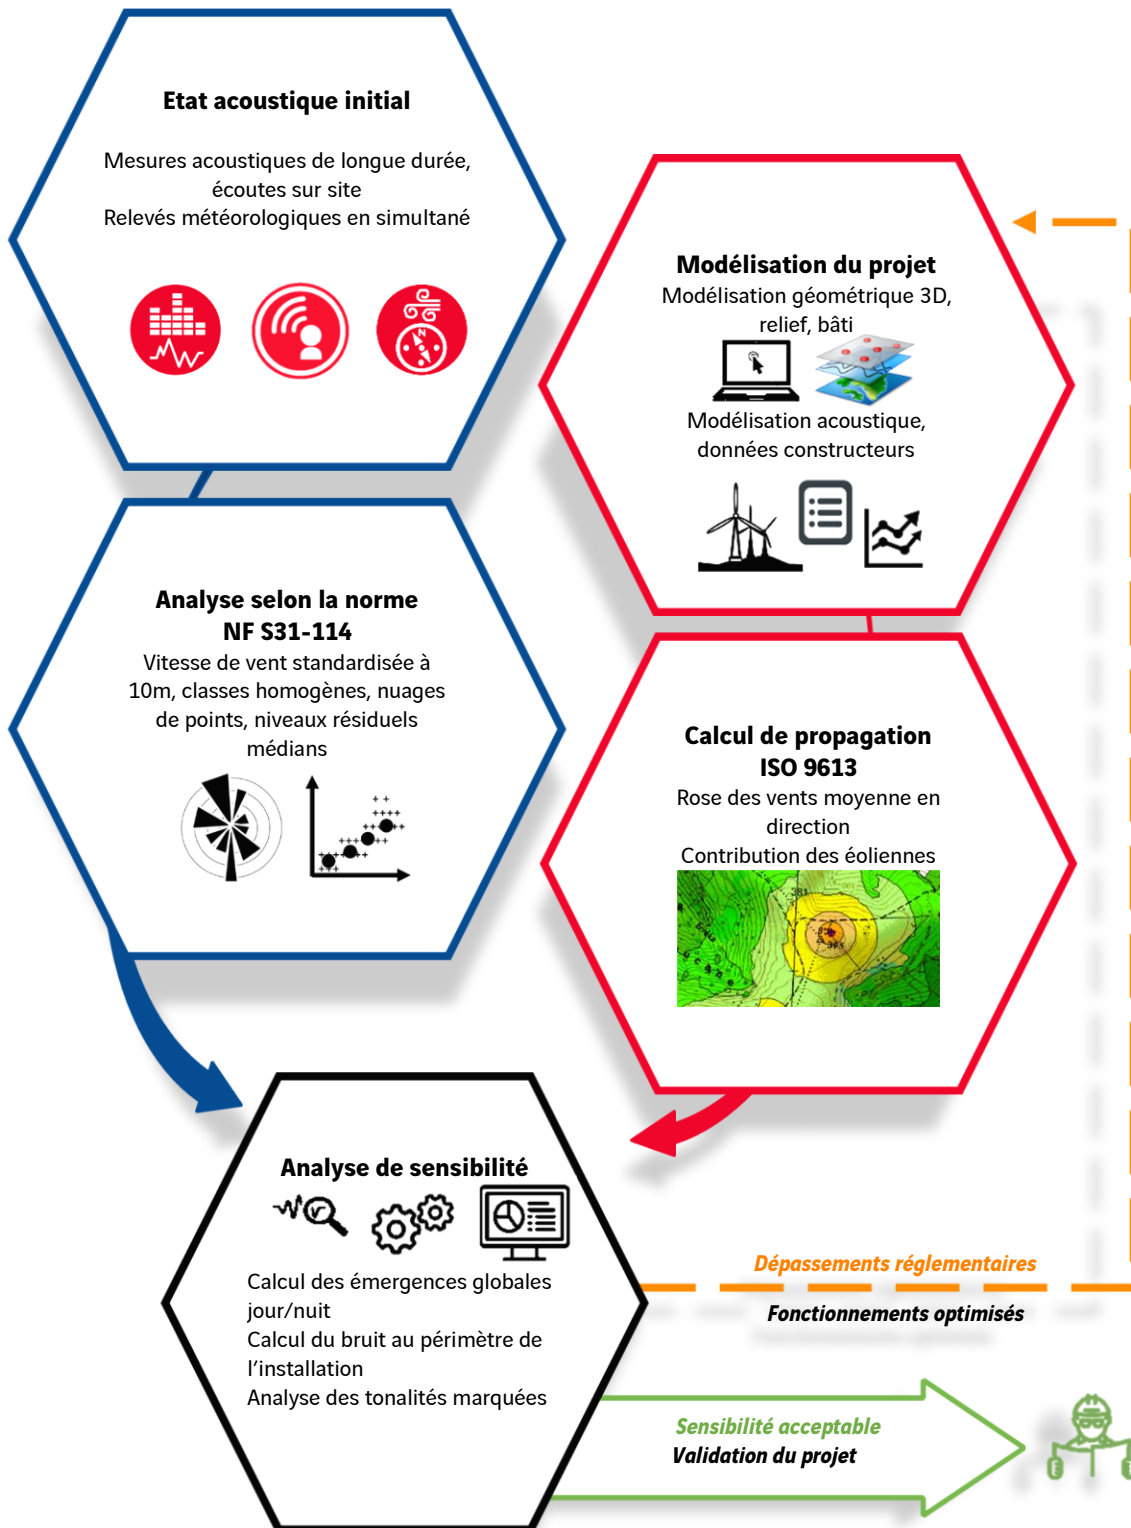 Etat acoustique initial
Mesures acoustiques de longue durée,
écoutes sur site
Relevés météorologiques en simultané
N
Modélisation du projet
Modélisation géométrique 3D,
relief, bâti
Modélisation acoustique,
données constructeurs
Analyse selon la norme
NF S31-114
Vitesse de vent standardisée à
10m, classes homogènes, nuages
de points, niveaux résiduels
médians
Calcul de propagation
ISO 9613
Rose des vents moyenne en
direction
Contribution des éoliennes
381
Analyse de sensibilité
Calcul des émergences globales
jour/nuit
Calcul du bruit au périmètre de
l'installation
Analyse des tonalités marquées
Dépassements réglementaires
Fonctionnements optimisés
Sensibilité acceptable
Validation du projet